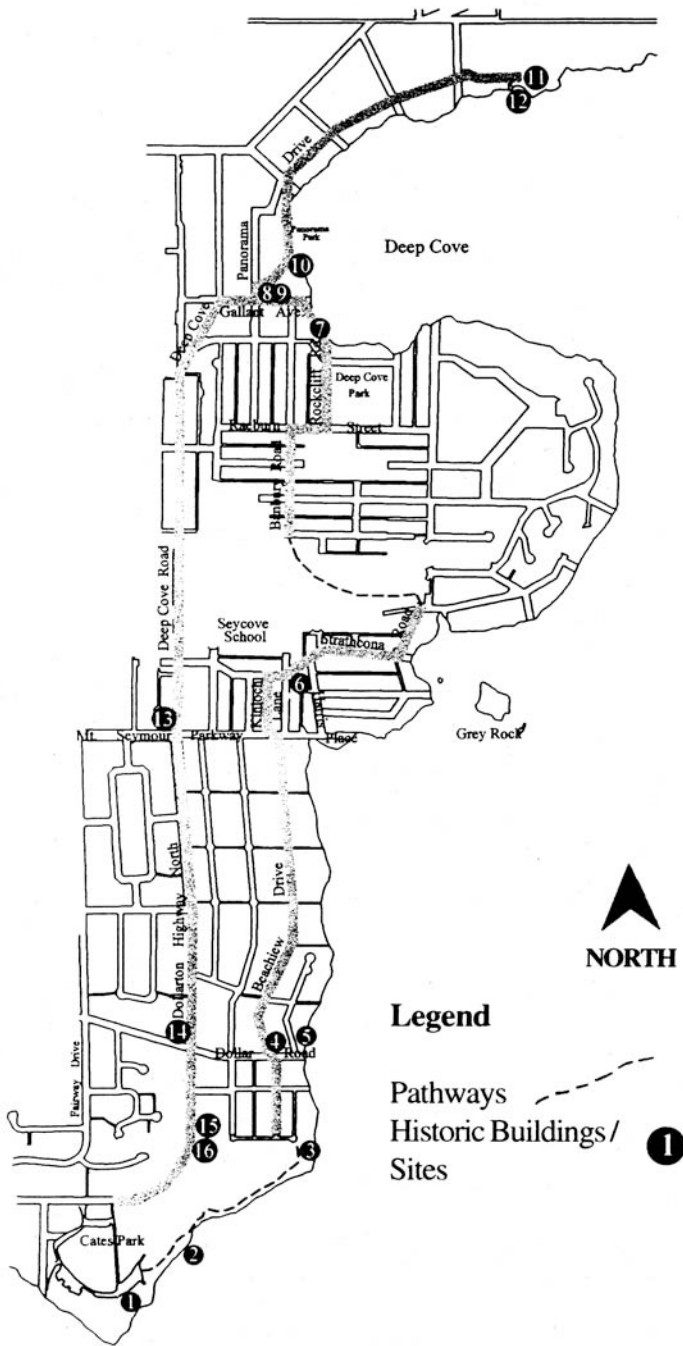 11
12
Drive
Panorama
Park
Panorama
Deep Cove
10
8 9
Gallant Ave.
Deep Cove
7
Rockcliff
Deep Cove
Park
Raeburn Street
Banbury Road
Deep Cove Road
Seycove
School
Strathcona
Road
6
Kinloch
Lane
13
Mt. Seymour Parkway Place
Grey Rock
North
Highway
Dollarton
Drive
Beachiew
NORTH
14
4
5
Dollar Road
Fairway Drive
Legend
Pathways
Historic Buildings/
Sites
1
15
16
3
Cates Park
2
1